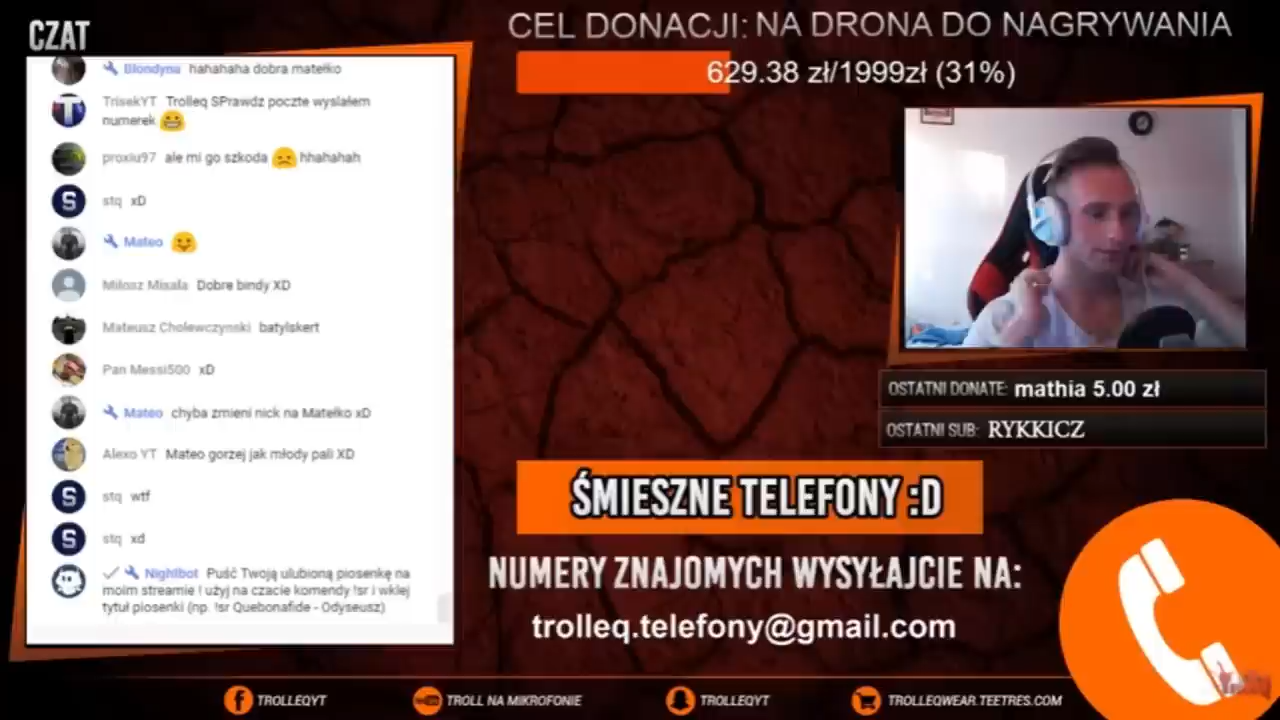 CZAT
Blondyna hahahaha dobra matełko
TrisekYT Trolleq SPrawdz poczte wyslałem
numerek
proxiu97 ale mi go szkoda hhahahah
stq xD
Mateo
Milosz Misala Dobre bindy XD
Mateusz Cholewczynski batylskert
Pan Messi500 xD
Mateo chyba zmieni nick na Matełko xD
Alexo YT Mateo gorzej jak młody pali XD
stq wtf
stq xd
Nightbot Puść Twoją ulubioną piosenkę na
moim streamie ! użyj na czacie komendy !sr i wklej
tytuł piosenki (np. !sr Quebonafide - Odyseusz)
CEL DONACJI: NA DRONA DO NAGRYWANIA
629.38 zł/1999zł (31%)
OSTATNI DONATE: mathia 5.00 zł
OSTATNI SUB: RYKKICZ
ŚMIESZNE TELEFONY :D
NUMERY ZNAJOMYCH WYSYŁAJCIE NA:
trolleq.telefony@gmail.com
TROLLEQYT
TROLL NA MIKROFONIE
TROLLEQYT
TROLLEQWEAR.TEETRES.COM